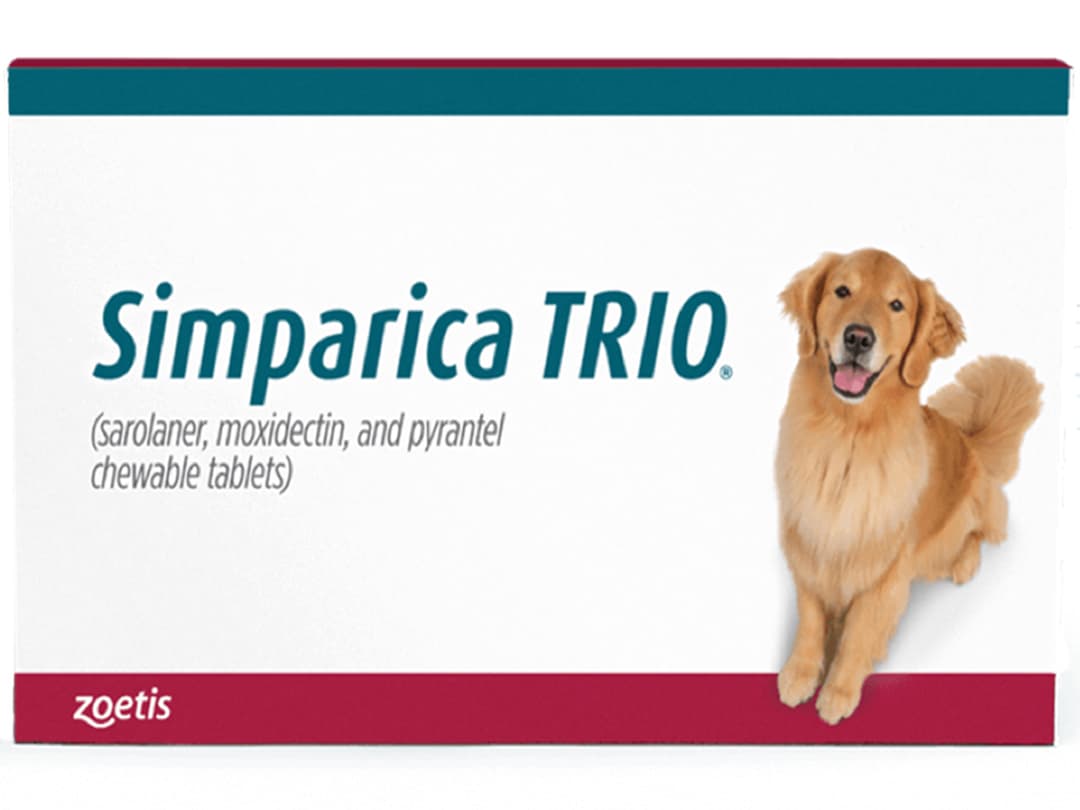 Simparica TRIO®
(sarolaner, moxidectin, and pyrantel
chewable tablets)
zoetis